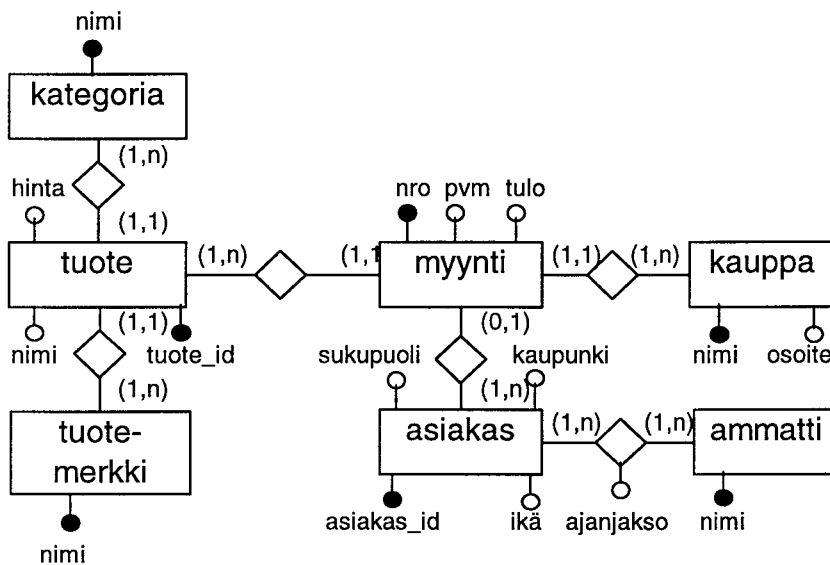 nimi
kategoria
(1,n)
hinta
(1,1)
nro pvm tulo
tuote
(1,n)
(1,1
myynti
(1,1)
(1,n)
kauppa
(1,1)
nimi
tuote_id
(0,1)
sukupuoli
kaupunki
nimi
osoite
(1,n)
(1,n)
tuote-
merkki
asiakas
(1,n)
(1,n)
ammatti
asiakas_id
ikä
ajanjakso
nimi
nimi